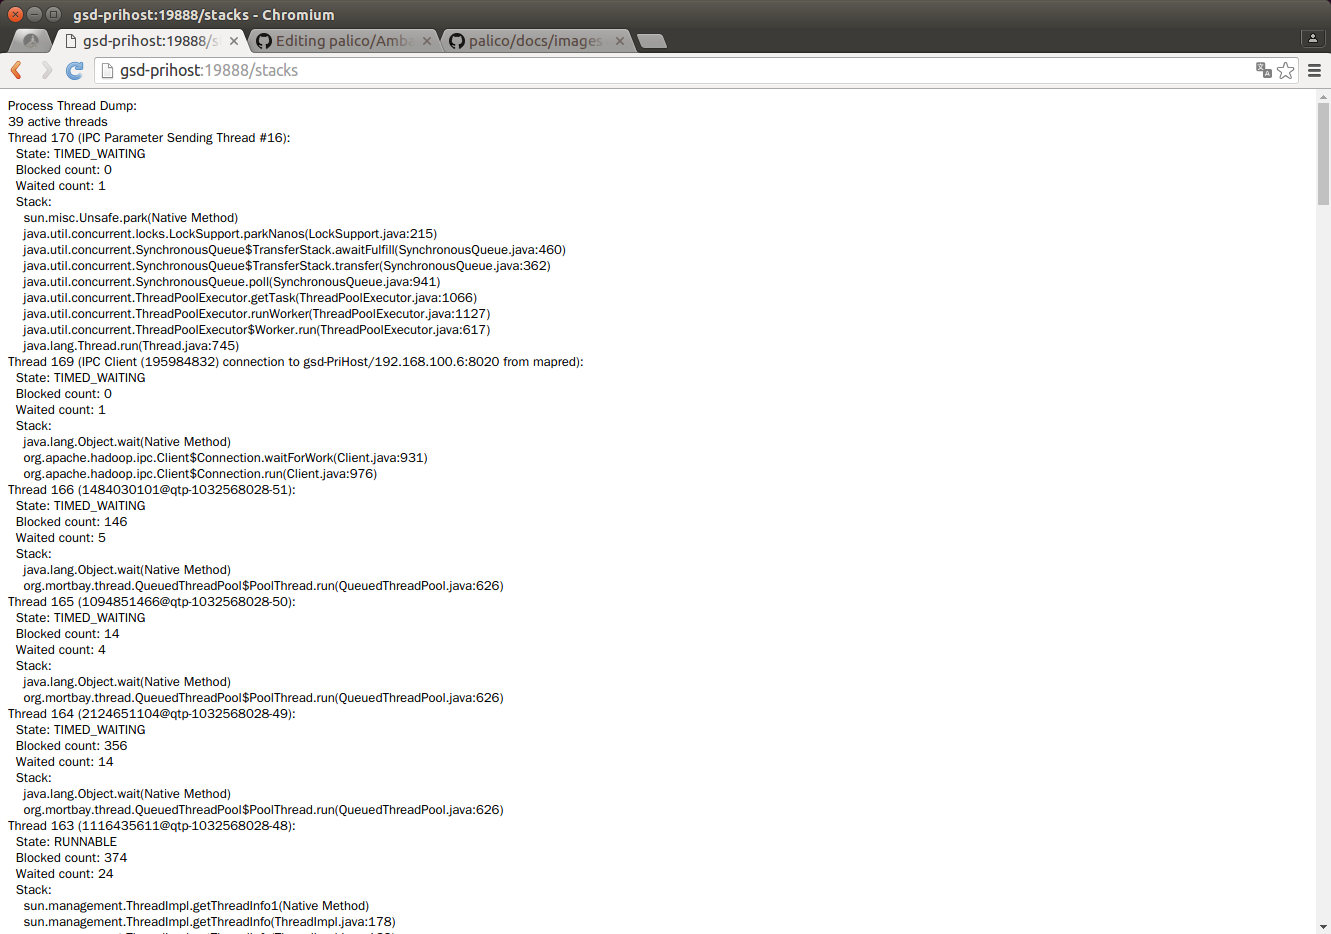 gsd-prihost:19888/stacks - Chromium
gsd-prihost:19888/s
Editing palico/Amba
palico/docs/images
gsd-prihost:19888/stacks
Process Thread Dump:
39 active threads
Thread 170 (IPC Parameter Sending Thread #16):
State: TIMED_WAITING
Blocked count: 0
Waited count: 1
Stack:
sun.misc.Unsafe.park(Native Method)
java.util.concurrent.locks.LockSupport.parkNanos(LockSupport.java:215)
java.util.concurrent.SynchronousQueue$TransferStack.awaitFulfill(SynchronousQueue.java:460)
java.util.concurrent.SynchronousQueue$TransferStack.transfer(SynchronousQueue.java:362)
java.util.concurrent.SynchronousQueue.poll(SynchronousQueue.java:941)
java.util.concurrent.ThreadPoolExecutor.getTask(ThreadPoolExecutor.java:1066)
java.util.concurrent.ThreadPoolExecutor.runWorker(ThreadPoolExecutor.java:1127)
java.util.concurrent.ThreadPoolExecutor$Worker.run(ThreadPoolExecutor.java:617)
java.lang.Thread.run(Thread.java:745)
Thread 169 (IPC Client (195984832) connection to gsd-PriHost/192.168.100.6:8020 from mapred):
State: TIMED_WAITING
Blocked count: 0
Waited count: 1
Stack:
java.lang.Object.wait(Native Method)
org.apache.hadoop.ipc.Client$Connection.waitForWork(Client.java:931)
org.apache.hadoop.ipc.Client$Connection.run(Client.java:976)
Thread 166 (1484030101@qtp-1032568028-51):
State: TIMED_WAITING
Blocked count: 146
Waited count: 5
Stack:
java.lang.Object.wait(Native Method)
org.mortbay.thread.QueuedThreadPool$PoolThread.run(QueuedThreadPool.java:626)
Thread 165 (1094851466@qtp-1032568028-50):
State: TIMED_WAITING
Blocked count: 14
Waited count: 4
Stack:
java.lang.Object.wait(Native Method)
org.mortbay.thread.QueuedThreadPool$PoolThread.run(QueuedThreadPool.java:626)
Thread 164 (2124651104@qtp-1032568028-49):
State: TIMED_WAITING
Blocked count: 356
Waited count: 14
Stack:
java.lang.Object.wait(Native Method)
org.mortbay.thread.QueuedThreadPool$PoolThread.run(QueuedThreadPool.java:626)
Thread 163 (1116435611@qtp-1032568028-48):
State: RUNNABLE
Blocked count: 374
Waited count: 24
Stack:
sun.management.ThreadImpl.getThreadInfo1(Native Method)
sun.management.ThreadImpl.getThreadInfo(ThreadImpl.java:178)